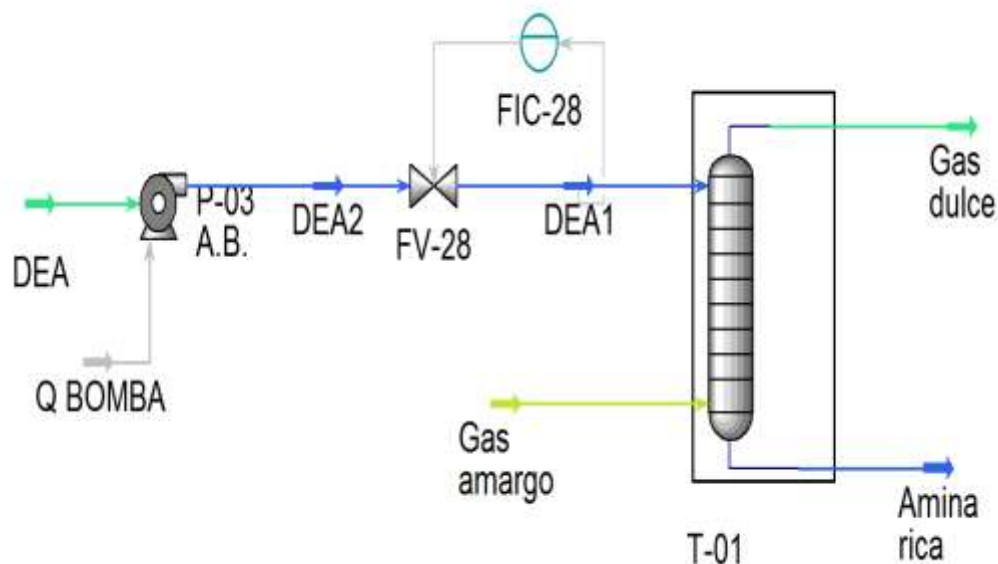 FIC-28
Gas
dulce
P-03
A.B.
DEA2
FV-28
DEA1
DEA
Q BOMBA
Gas
amargo
Amina
rica
T-01